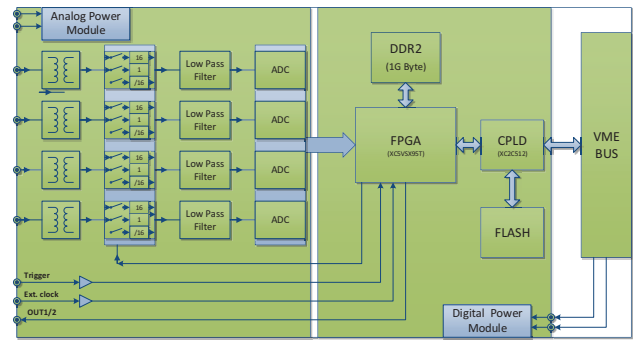 Analog Power
Module
DDR2
(1G Byte)
16
1
/16
Low Pass
Filter
ADC
16
1
/16
Low Pass
Filter
ADC
16
1
/16
Low Pass
Filter
ADC
16
1
/16
Low Pass
Filter
ADC
FPGA
(XC5VSX95T)
CPLD
(XC2C512)
VME
BUS
FLASH
Trigger
Ext. clock
OUT1/2
Digital Power
Module